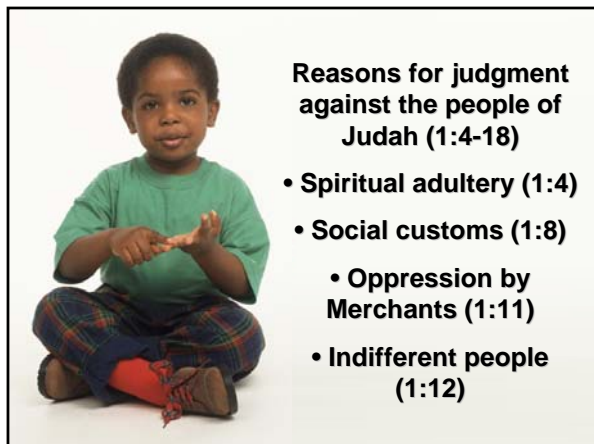 Reasons for judgment
against the people of
Judah (1:4-18)
• Spiritual adultery (1:4)
• Social customs (1:8)
• Oppression by
Merchants (1:11)
• Indifferent people
(1:12)